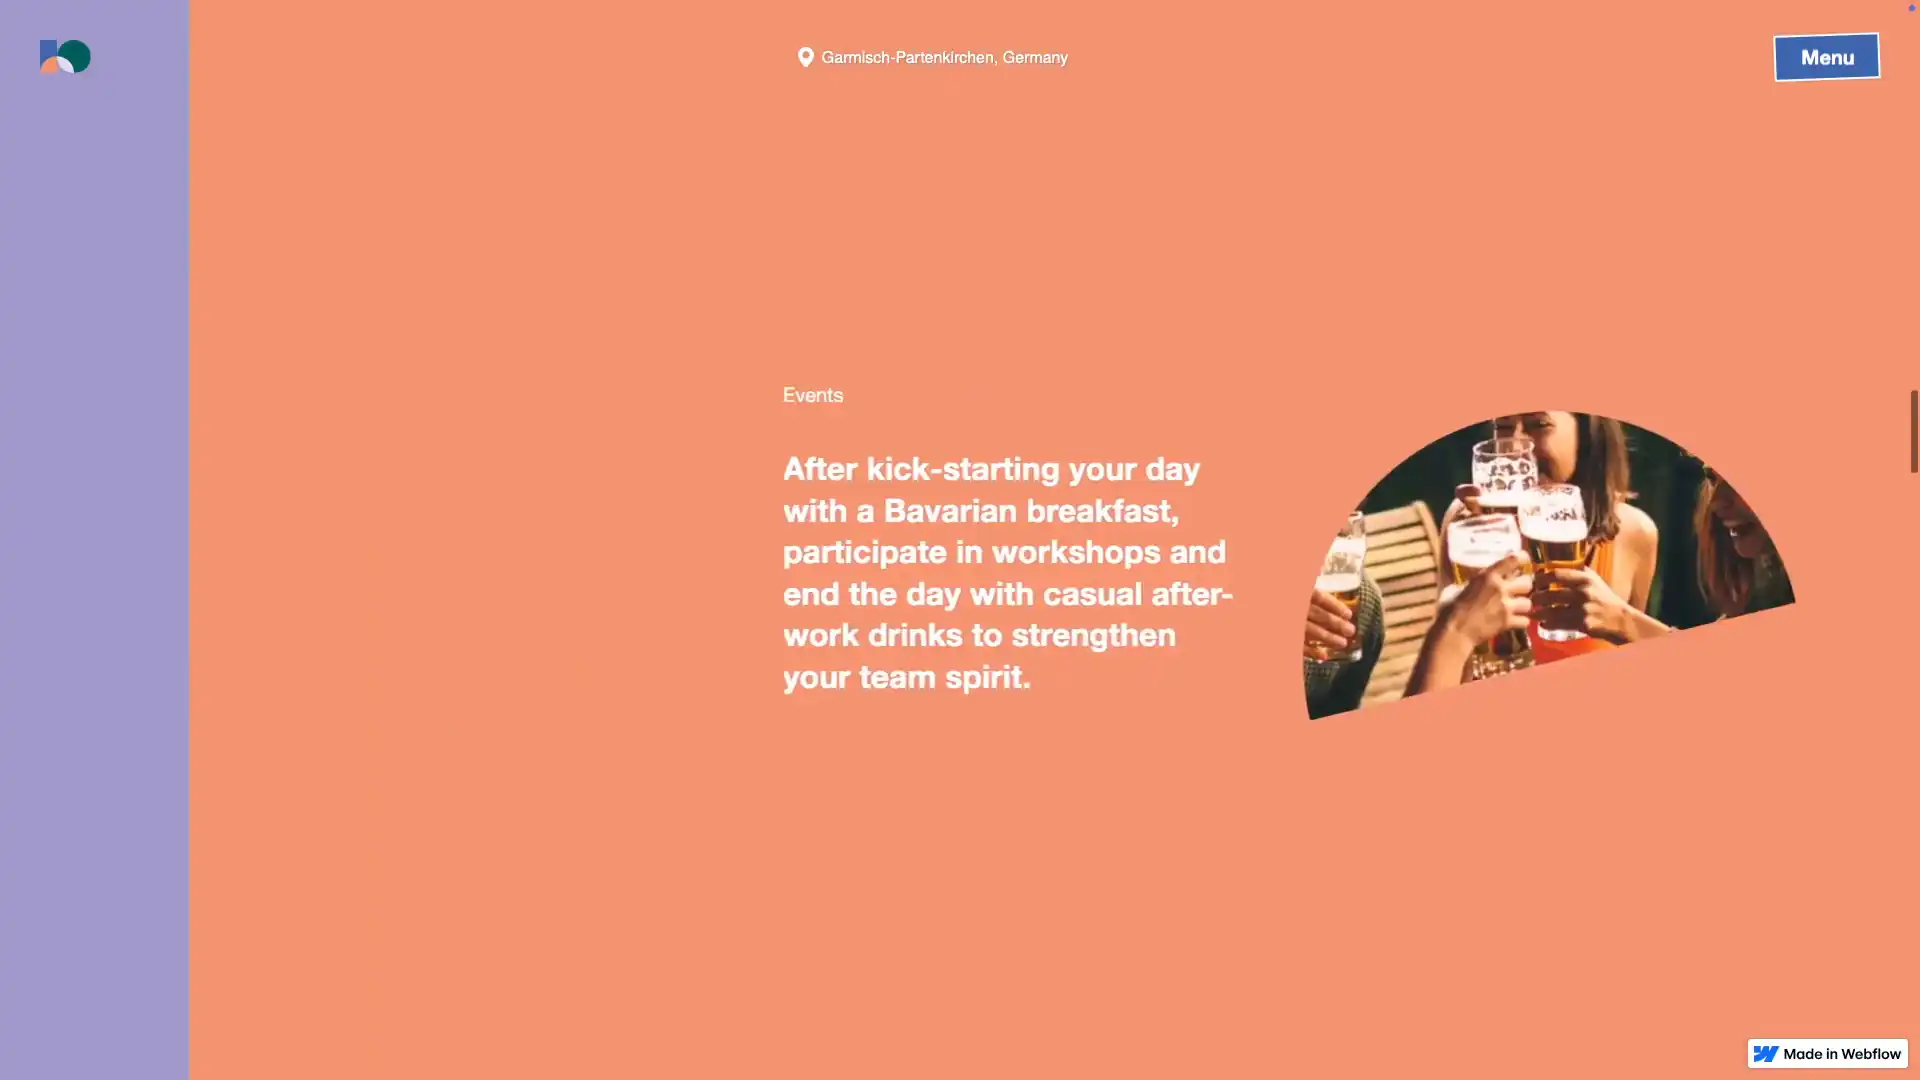 Garmisch-Partenkirchen, Germany
Menu
Events
After kick-starting your day
with a Bavarian breakfast,
participate in workshops and
end the day with casual after-
work drinks to strengthen
your team spirit.
Made in Webflow